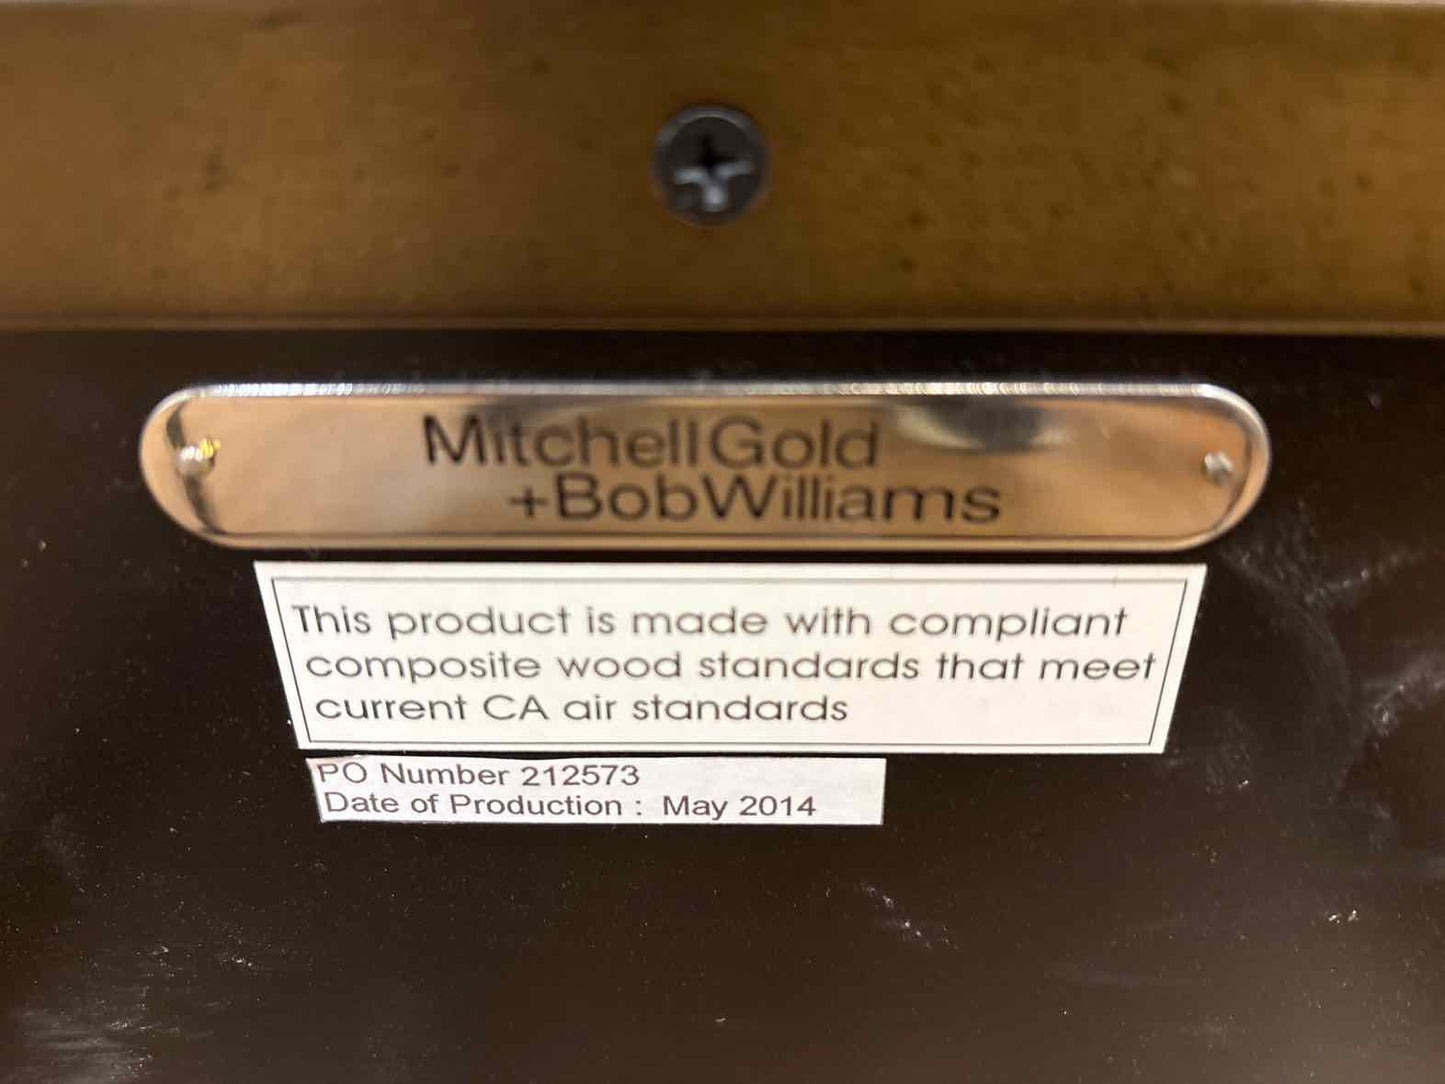 MitchellGold
+BobWilliams
This product is made with compliant
composite wood standards that meet
current CA air standards
PO Number 212573
Date of Production : May 2014